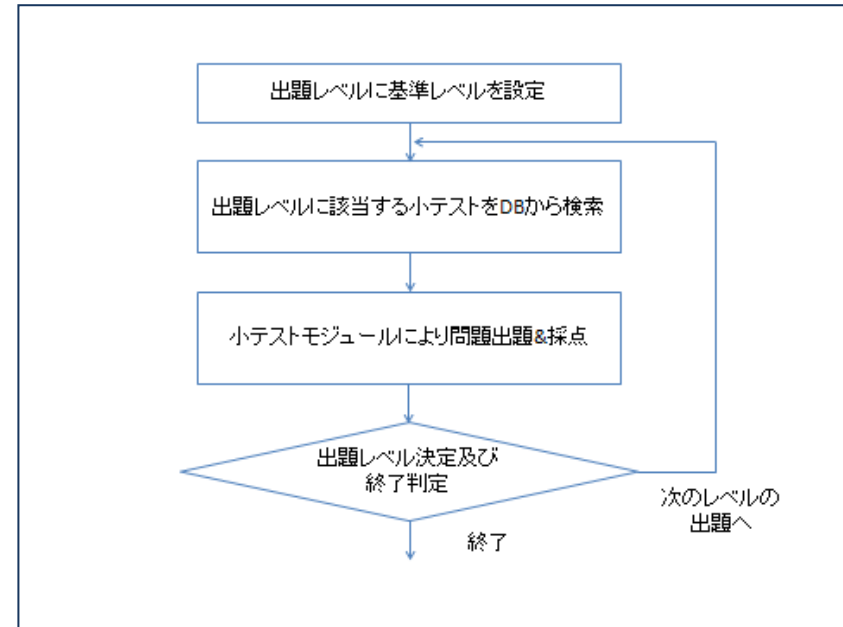 出題レベルに基準レベルを設定
出題レベルに該当する小テストをDBから検索
小テストモジュールにより問題出題&採点
出題レベル決定及び
終了判定
次のレベルの
出題へ
終了